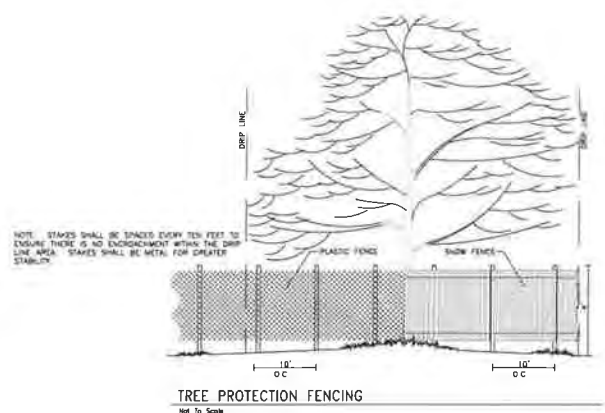 DRIP LINE
DRIP LINE
NOTE: STAKES SHALL BE SPACED EVERY TEN FEET TO
ENSURE THERE IS NO ENCROACHMENT WITHIN THE DRIP
LINE AREA. STAKES SHALL BE METAL FOR GREATER
STABILITY.
PLASTIC FENCE
SNOW FENCE
10'
O C
10'
O C
TREE PROTECTION FENCING
Not To Scale